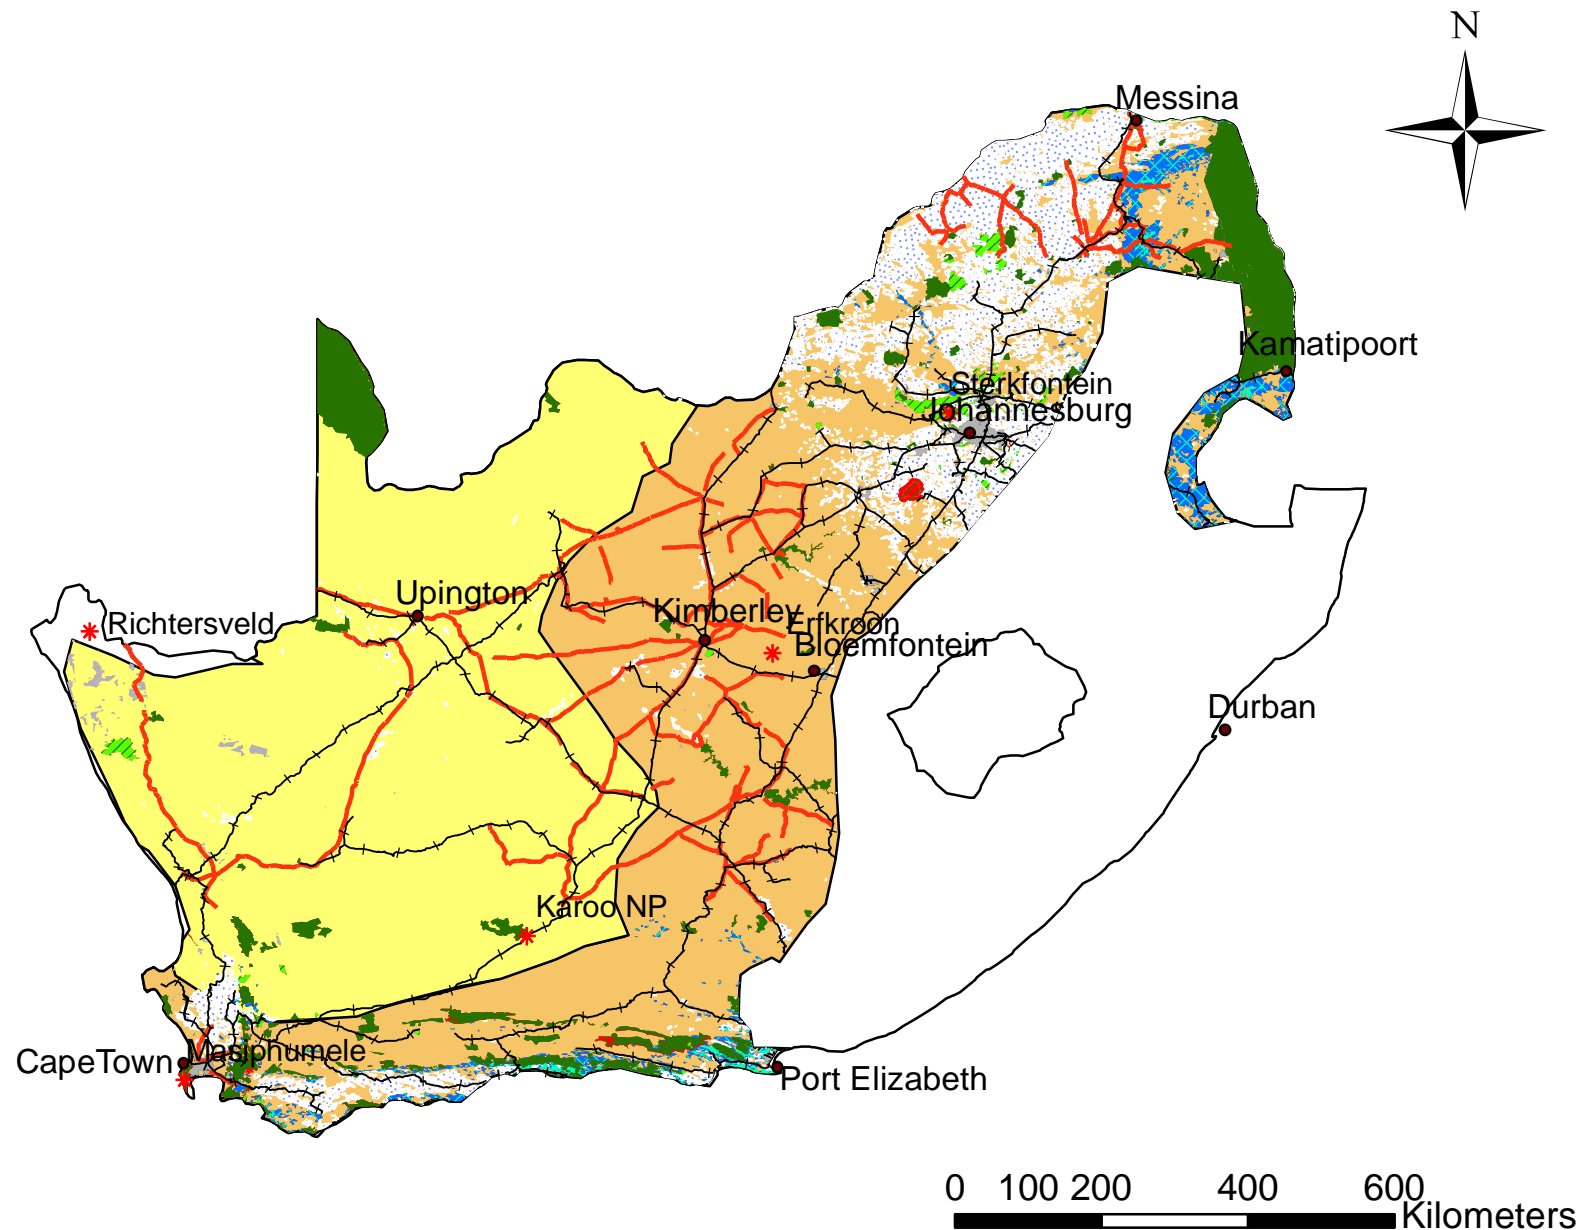 N
Messina
Kamatipoort
Sterkfontein
Johannesburg
Upington
Richtersveld
Kimberley
Erfkroon
Bloemfontein
Durban
Karoo NP
Masiphumele
CapeTown
Port Elizabeth
0 100 200 400 600
Kilometers